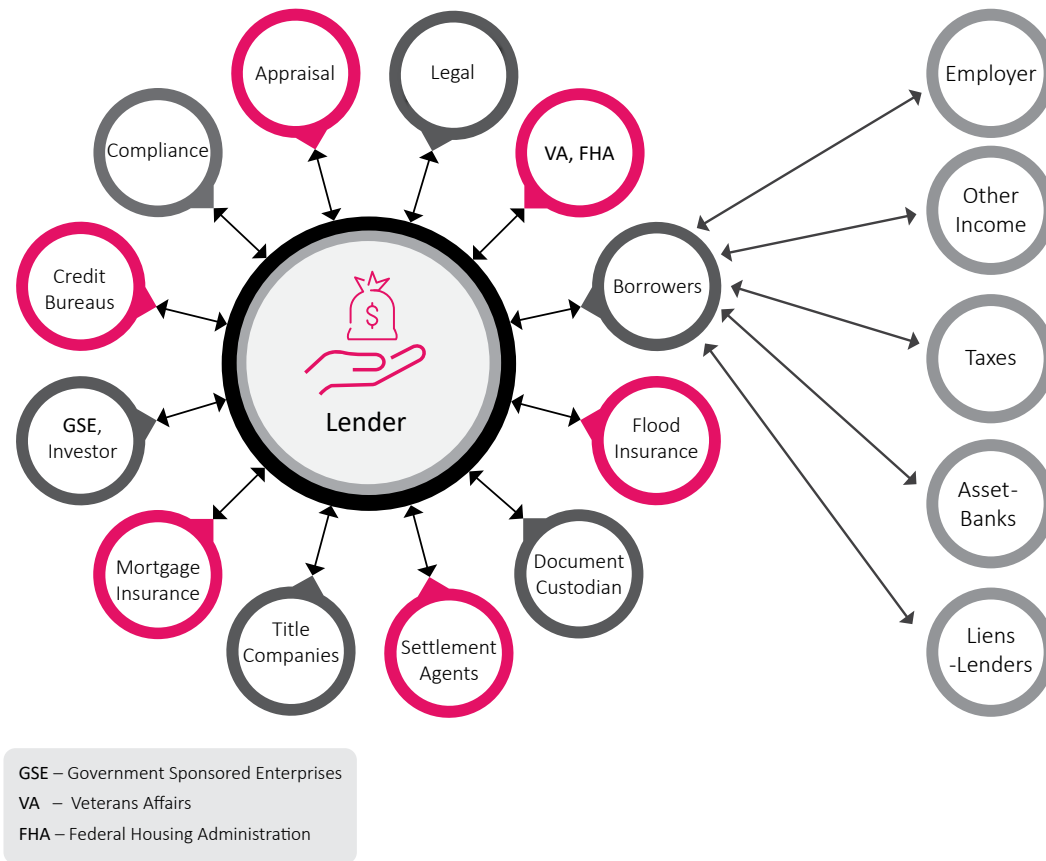 Appraisal
Legal
Compliance
VA, FHA
Credit
Bureaus
Borrowers
$
Lender
GSE,
Investor
Flood
Insurance
Mortgage
Insurance
Document
Custodian
Title
Companies
Settlement
Agents
Employer
Other
Income
Taxes
Asset-
Banks
Liens
-Lenders
GSE – Government Sponsored Enterprises
VA – Veterans Affairs
FHA – Federal Housing Administration